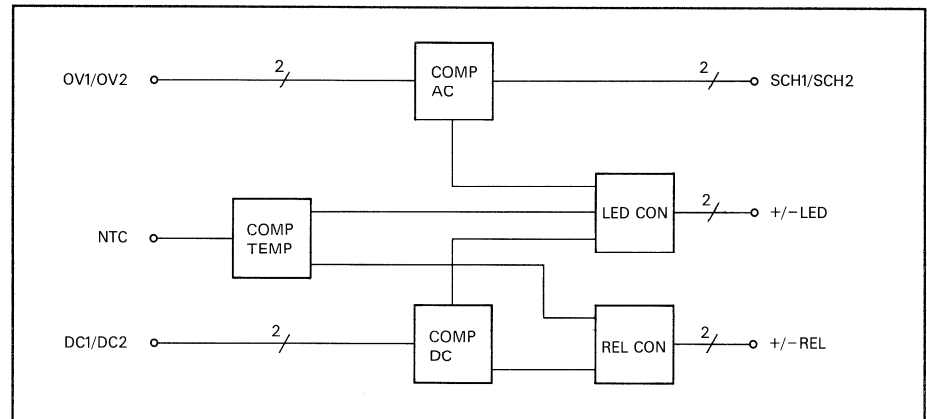 OV1/OV2
2
COMP
AC
2
SCH1/SCH2
NTC
COMP
TEMP
LED CON
2
+/−LED
DC1/DC2
2
COMP
DC
REL CON
2
+/−REL